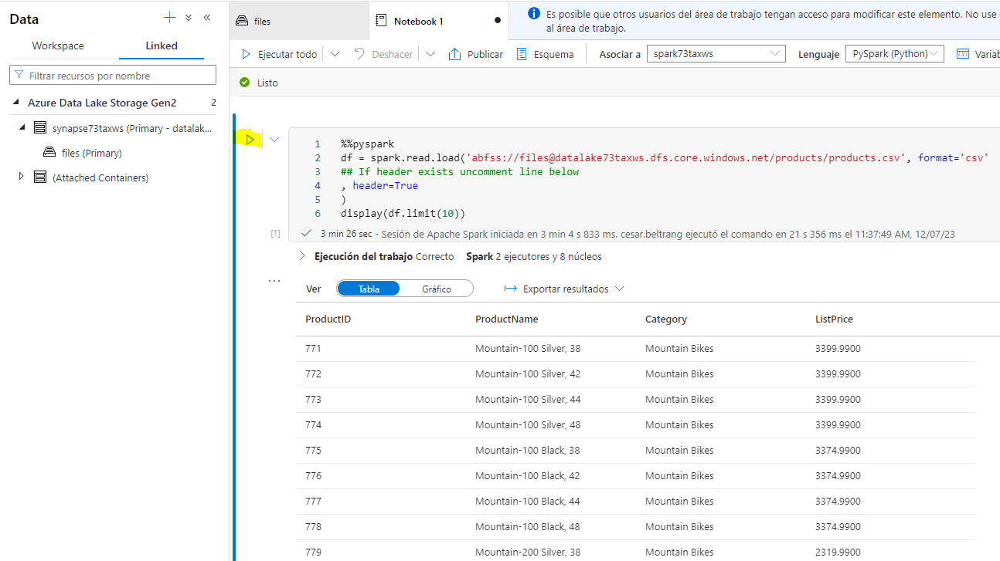 Data
Workspace
Linked
Filtrar recursos por nombre
Azure Data Lake Storage Gen2 2
synapse73taxws (Primary - datalak...
files (Primary)
(Attached Containers)
files
Notebook 1
Es posible que otros usuarios del área de trabajo tengan acceso para modificar este elemento. No use
al área de trabajo.
Ejecutar todo
Deshacer
Publicar
Esquema
Asociar a
spark73taxws
Lenguaje
PySpark (Python)
Variab
Listo
1 %%pyspark
2 df = spark.read.load('abfss://files@datalake73taxws.dfs.core.windows.net/products/products.csv', format='csv'
3 ## If header exists uncomment line below
4 , header=True
5 )
6 display(df.limit(10))
[1]
3 min 26 sec - Sesión de Apache Spark iniciada en 3 min 4 s 833 ms. cesar.beltrang ejecutó el comando en 21 s 356 ms el 11:37:49 AM, 12/07/23
Ejecución del trabajo Correcto Spark 2 ejecutores y 8 núcleos
...
Ver
Tabla
Gráfico
Exportar resultados
ProductID ProductName Category ListPrice
771 Mountain-100 Silver, 38 Mountain Bikes 3399.9900
772 Mountain-100 Silver, 42 Mountain Bikes 3399.9900
773 Mountain-100 Silver, 44 Mountain Bikes 3399.9900
774 Mountain-100 Silver, 48 Mountain Bikes 3399.9900
775 Mountain-100 Black, 38 Mountain Bikes 3374.9900
776 Mountain-100 Black, 42 Mountain Bikes 3374.9900
777 Mountain-100 Black, 44 Mountain Bikes 3374.9900
778 Mountain-100 Black, 48 Mountain Bikes 3374.9900
779 Mountain-200 Silver, 38 Mountain Bikes 2319.9900